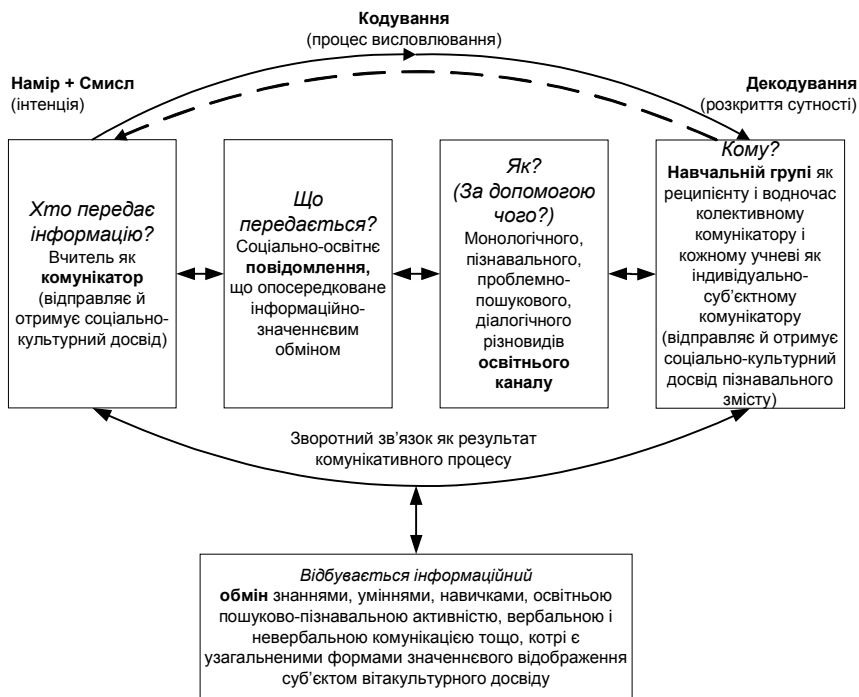 Кодування
(процес висловлювання)
Намір + Смисл
(інтенція)
Декодування
(розкриття сутності)
Хто передає
інформацію?
Вчитель як
комунікатор
(відправляє й
отримує соціально-
культурний досвід)
Що
передається?
Соціально-освітнє
повідомлення,
що опосередковане
інформаційно-
значеннєвим
обміном
Як?
(За допомогою
чого?)
Монологічного,
пізнавального,
проблемно-
пошукового,
діалогічного
різновидів
освітнього
каналу
Кому?
Навчальній групі як
реципієнту і водночас
колективному
комунікатору і
кожному учневі як
індивідуально-
суб’єктному
комунікатору
(відправляє й отримує
соціально-культурний
досвід пізнавального
змісту)
Зворотний зв’язок як результат
комунікативного процесу
Відбувається інформаційний
обмін знаннями, уміннями, навичками, освітньою
пошуково-пізнавальною активністю, вербальною і
невербальною комунікацією тощо, котрі є
узагальненими формами значеннєвого відображення
суб’єктом вітакультурного досвіду